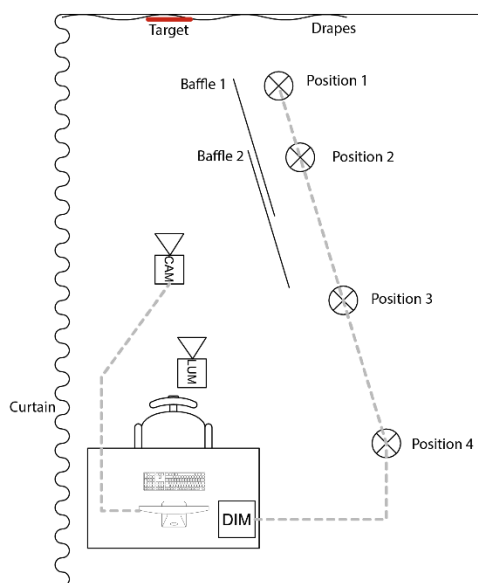 Target
Drapes
Baffle 1
Position 1
Baffle 2
Position 2
CAM
Position 3
LUM
Curtain
Position 4
DIM